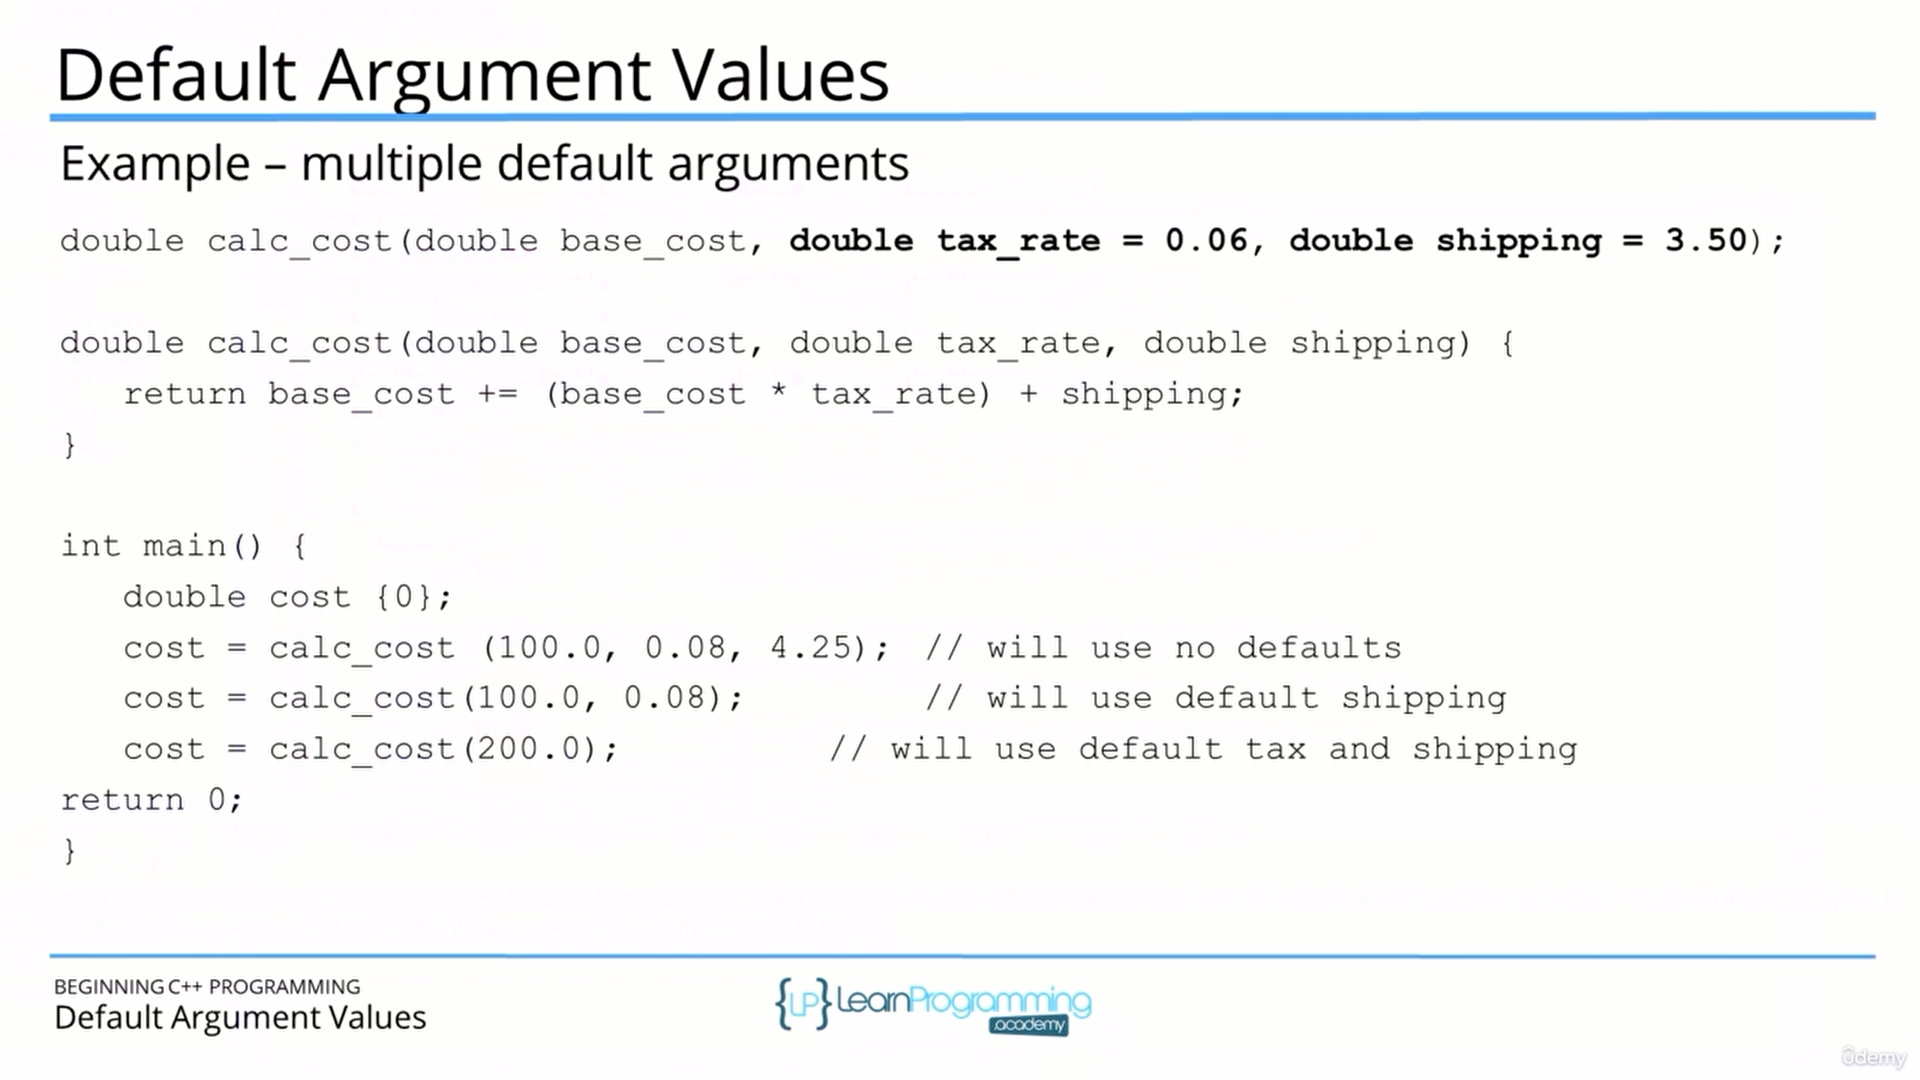 Default Argument Values
Example – multiple default arguments
double calc_cost(double base_cost, double tax_rate = 0.06, double shipping = 3.50);
double calc_cost(double base_cost, double tax_rate, double shipping) {
   return base_cost += (base_cost * tax_rate) + shipping;
}
int main() {
   double cost {0};
   cost = calc_cost (100.0, 0.08, 4.25);  // will use no defaults
   cost = calc_cost(100.0, 0.08);         // will use default shipping
   cost = calc_cost(200.0);          // will use default tax and shipping
return 0;
}
BEGINNING C++ PROGRAMMING
Default Argument Values
{LP} LearnProgramming
academy
ûdemy